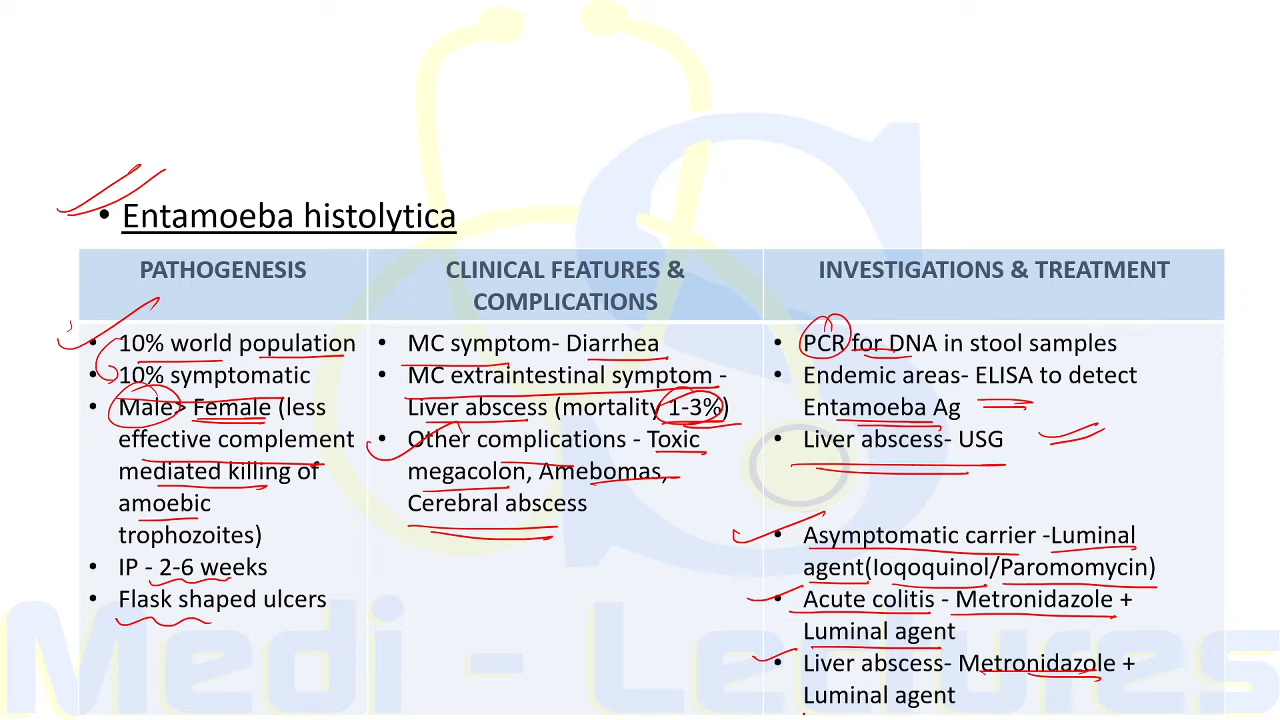 • Entamoeba histolytica
PATHOGENESIS
• 10% world population
• 10% symptomatic
• Male> Female (less
effective complement
mediated killing of
amoebic
trophozoites)
• IP - 2-6 weeks
• Flask shaped ulcers
CLINICAL FEATURES &
COMPLICATIONS
• MC symptom- Diarrhea
• MC extraintestinal symptom -
Liver abscess (mortality 1-3%)
• Other complications - Toxic
megacolon, Amebomas,
Cerebral abscess
INVESTIGATIONS & TREATMENT
• PCR for DNA in stool samples
• Endemic areas- ELISA to detect
Entamoeba Ag
• Liver abscess- USG
• Asymptomatic carrier -Luminal
agent(Ioqoquinol/Paromomycin)
• Acute colitis - Metronidazole +
Luminal agent
• Liver abscess- Metronidazole +
Luminal agent
Medi - Lectures